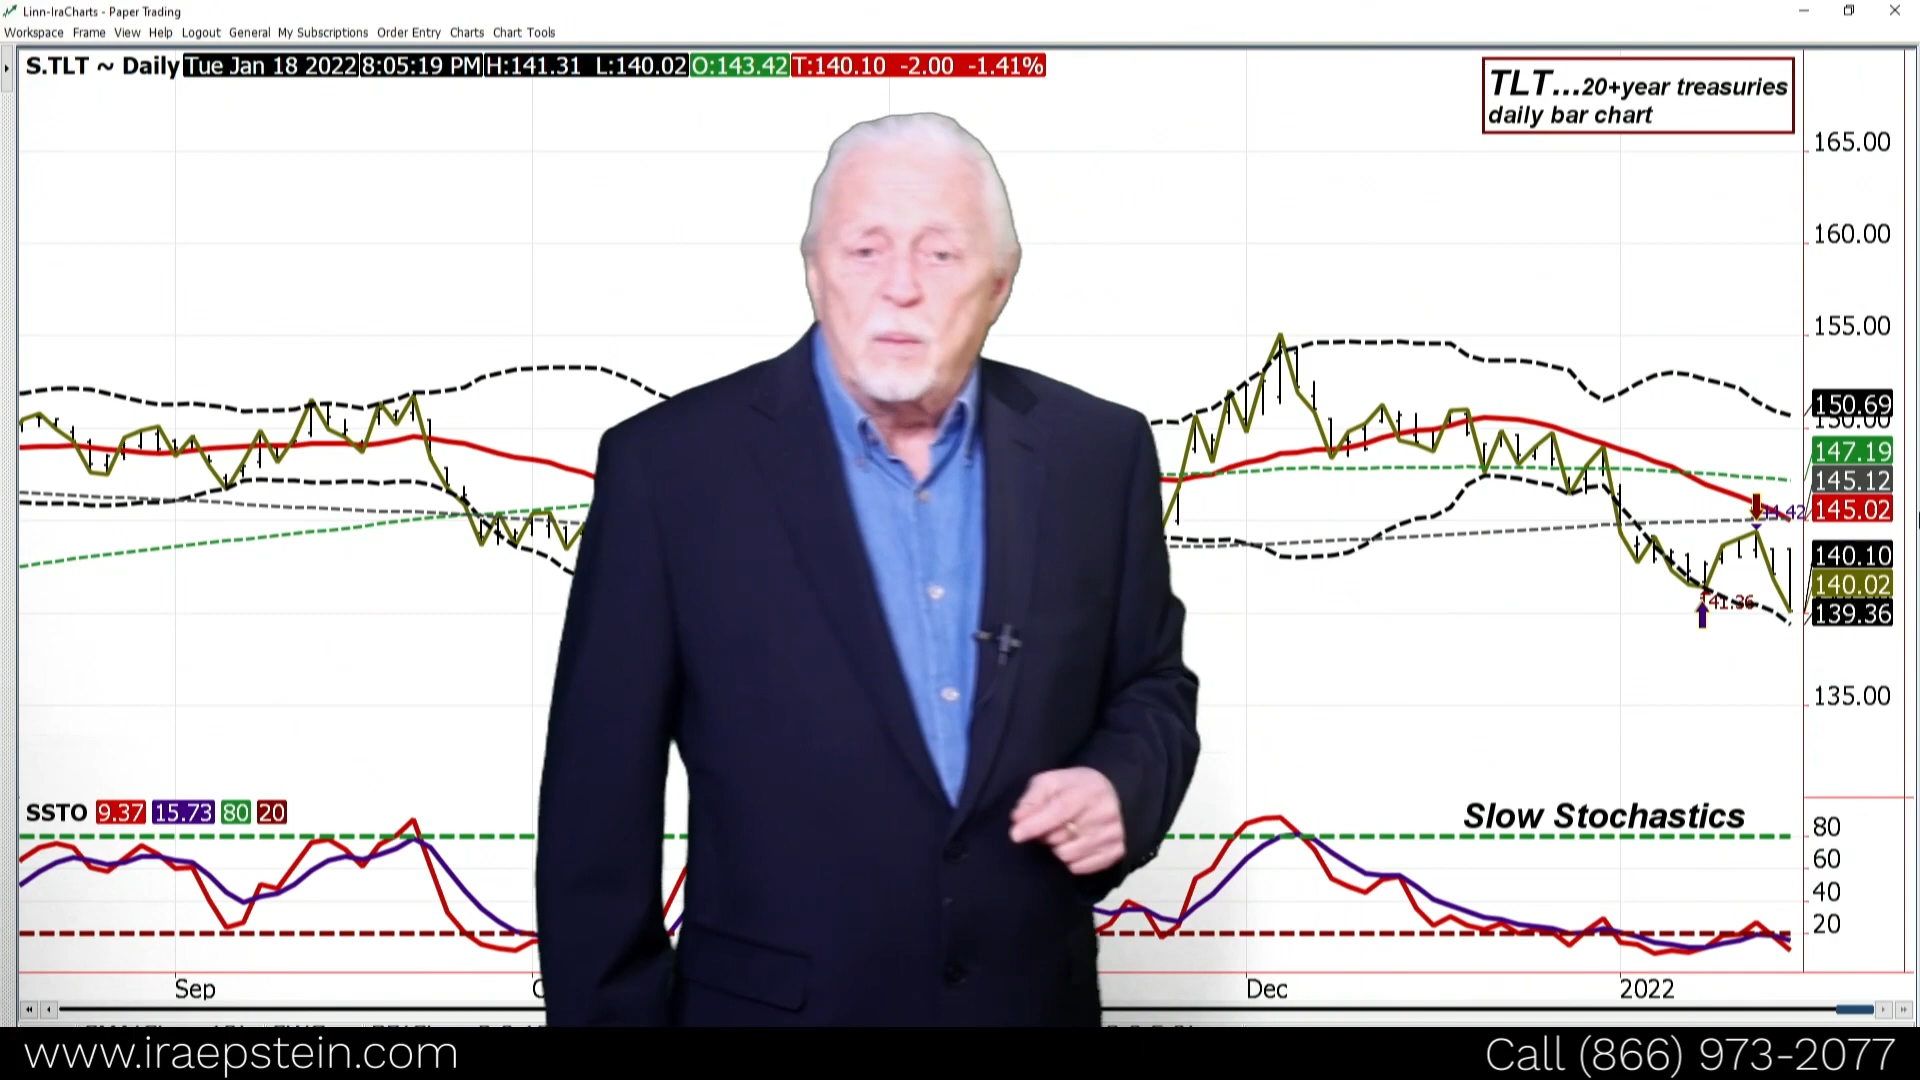 Linn-IraCharts - Paper Trading
Workspace Frame View Help Logout General My Subscriptions Order Entry Charts Chart Tools
S.TLT ~ Daily Tue Jan 18 2022 8:05:19 PM H:141.31 L:140.02 O:143.42 T:140.10 -2.00 -1.41%
TLT...20+year treasuries
daily bar chart
165.00
160.00
155.00
150.69
150.00
147.19
145.12
145.02
140.10
140.02
41.36
139.36
135.00
SSTO 9.37 15.73 80 20
Slow Stochastics
80
60
40
20
Sep
Dec
2022
www.iraepstein.com
Call (866) 973-2077